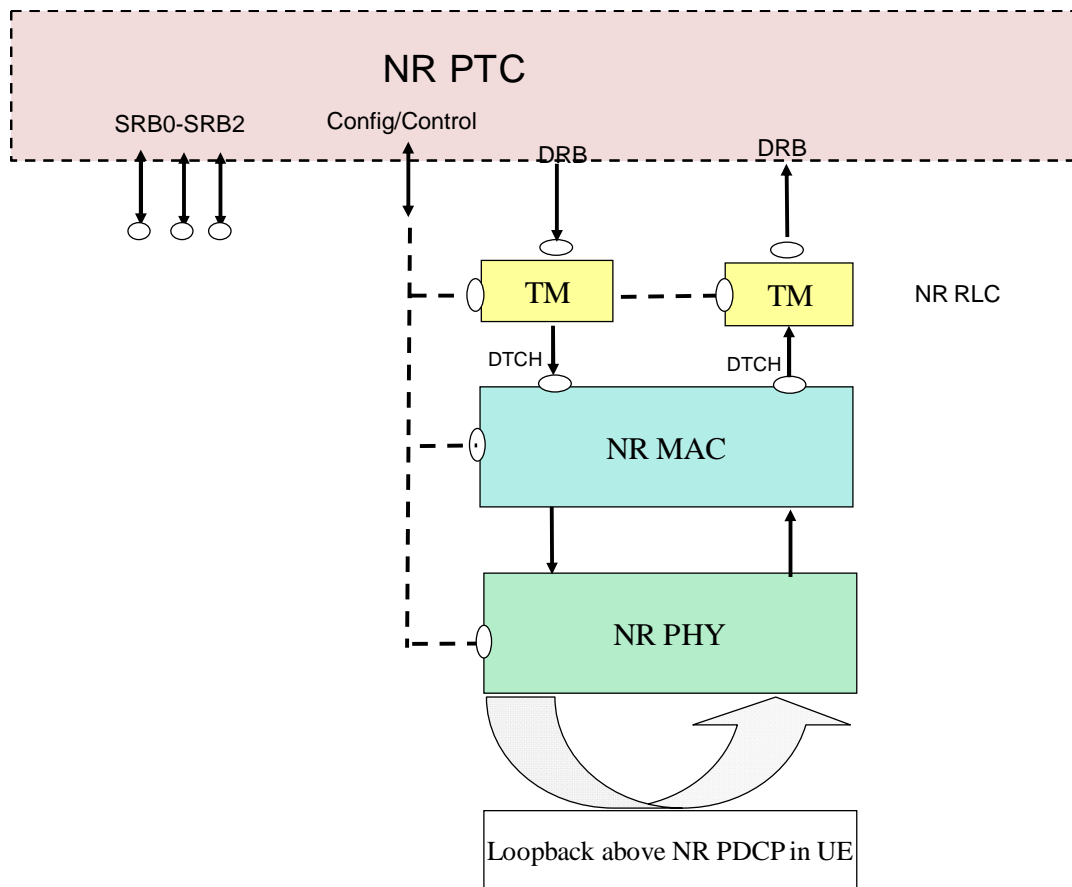 NR PTC
SRB0-SRB2
Config/Control
DRB
DRB
TM
TM
NR RLC
DTCH
DTCH
NR MAC
NR PHY
Loopback above NR PDCP in UE